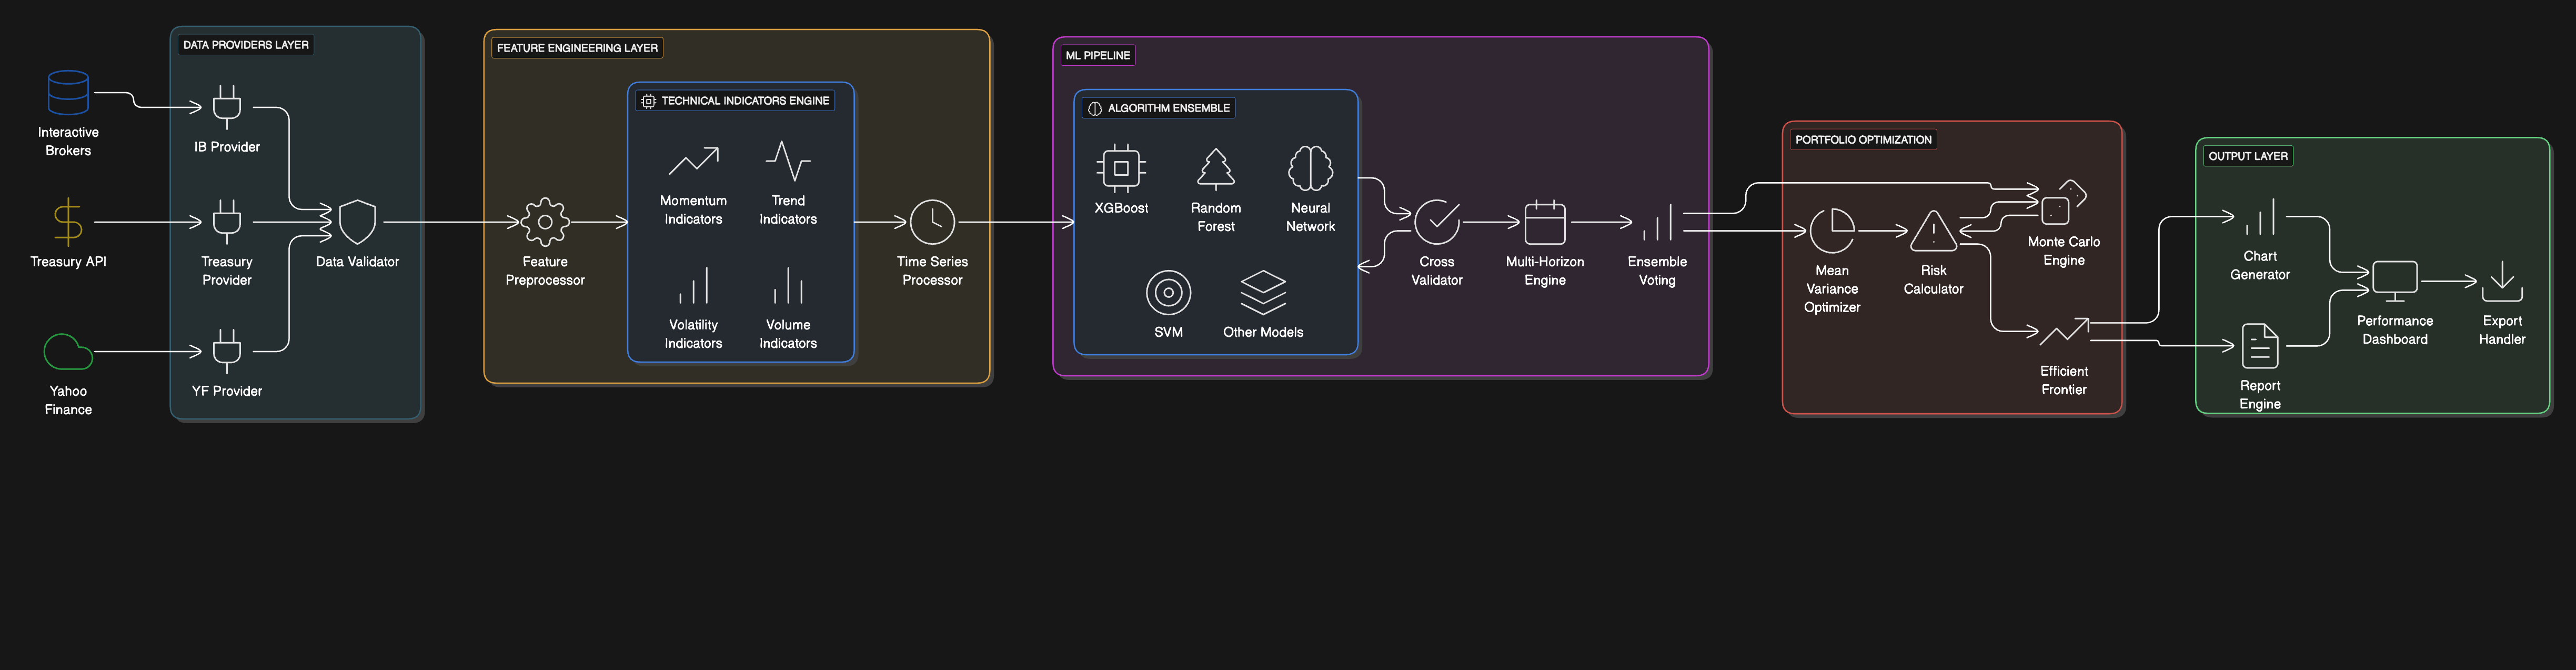 DATA PROVIDERS LAYER
Interactive
Brokers
IB Provider
Treasury API
Treasury
Provider
Data Validator
Yahoo
Finance
YF Provider
FEATURE ENGINEERING LAYER
Feature
Preprocessor
TECHNICAL INDICATORS ENGINE
Momentum
Indicators
Trend
Indicators
Volatility
Indicators
Volume
Indicators
Time Series
Processor
ML PIPELINE
ALGORITHM ENSEMBLE
XGBoost
Random
Forest
Neural
Network
SVM
Other Models
Cross
Validator
Multi-Horizon
Engine
Ensemble
Voting
PORTFOLIO OPTIMIZATION
Mean
Variance
Optimizer
Risk
Calculator
Monte Carlo
Engine
Efficient
Frontier
OUTPUT LAYER
Chart
Generator
Report
Engine
Performance
Dashboard
Export
Handler